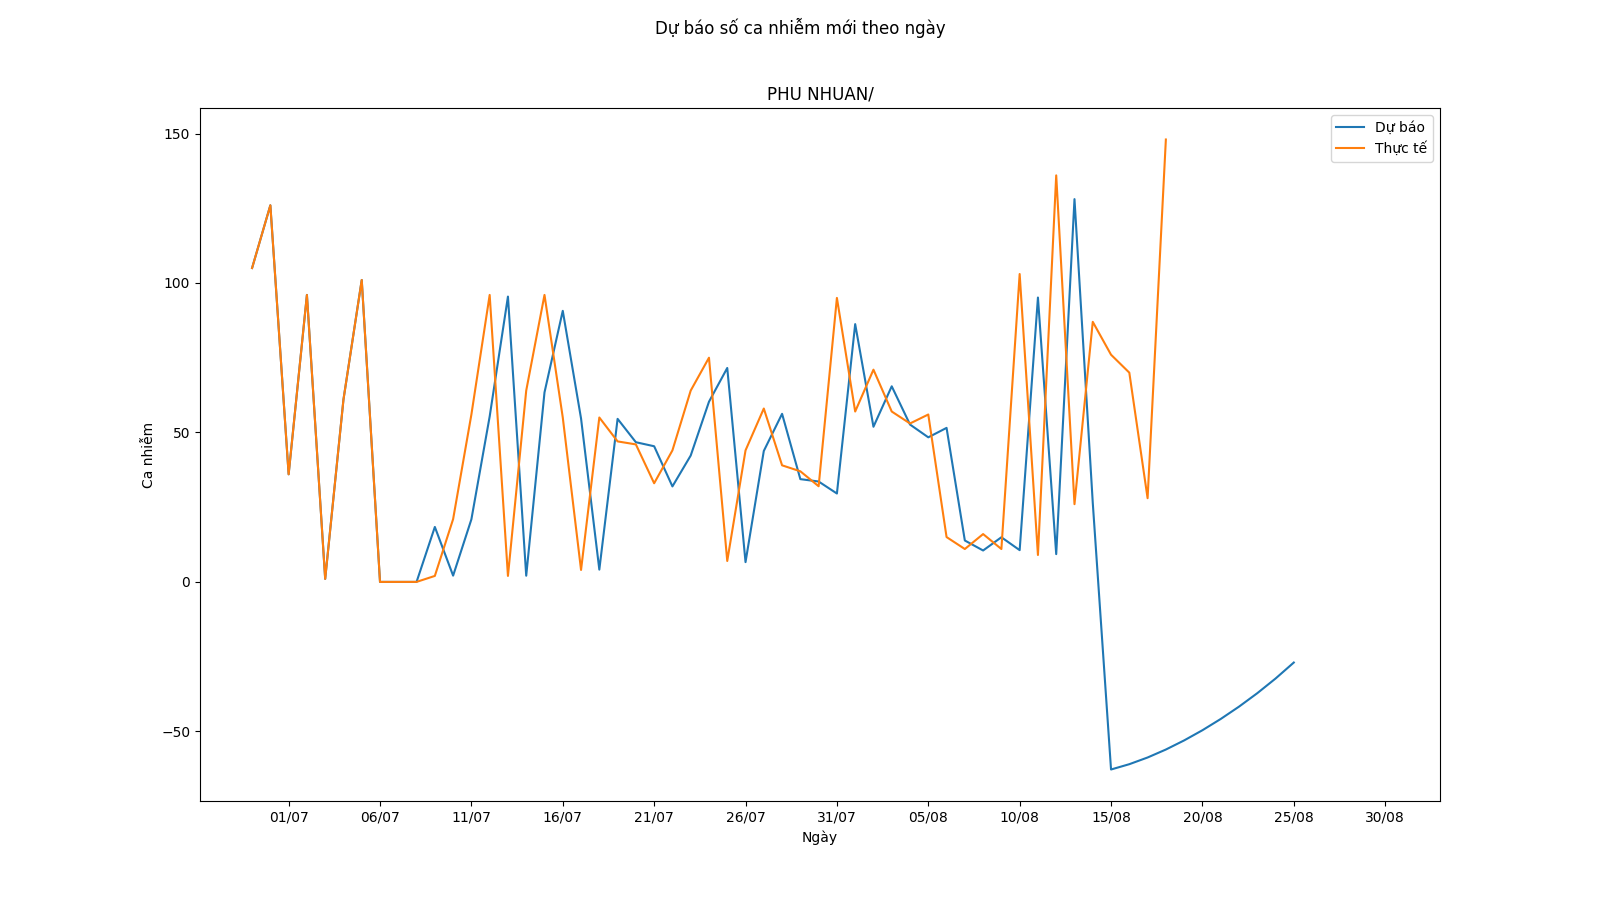 Dự báo số ca nhiễm mới theo ngày
PHU NHUAN/
Dự báo
Thực tế
150
100
50
0
−50
Ca nhiễm
01/07 06/07 11/07 16/07 21/07 26/07 31/07 05/08 10/08 15/08 20/08 25/08 30/08
Ngày